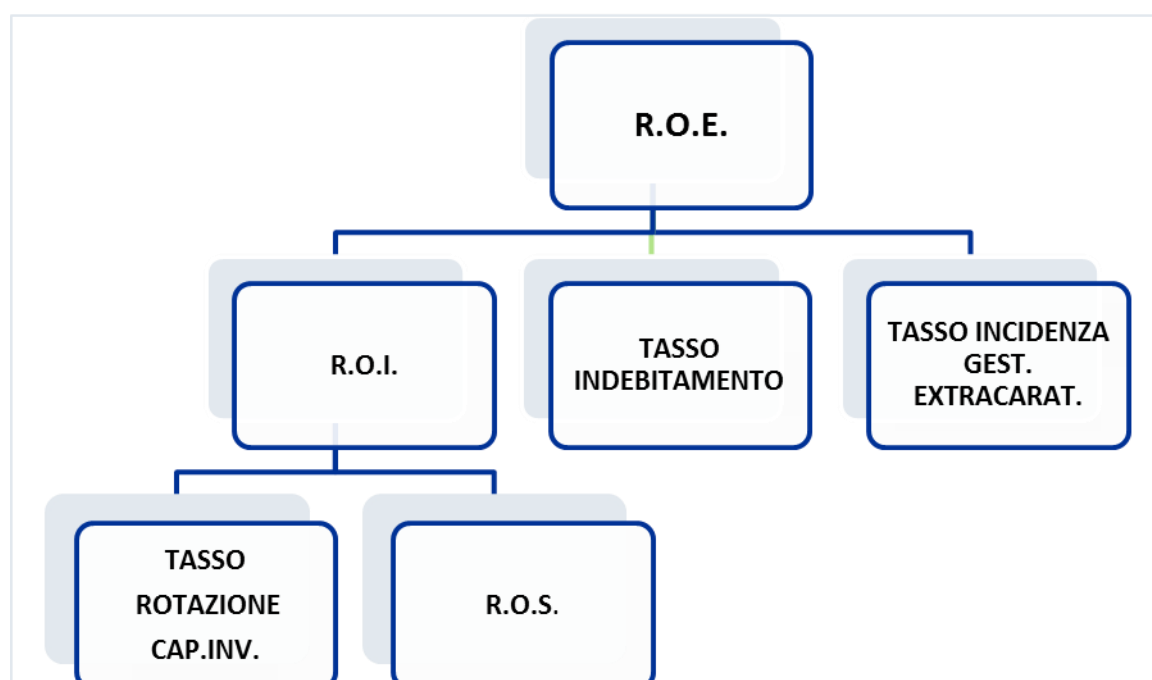 R.O.E.
R.O.I.
TASSO
INDEBITAMENTO
TASSO INCIDENZA
GEST.
EXTRACARAT.
TASSO
ROTAZIONE
CAP.INV.
R.O.S.